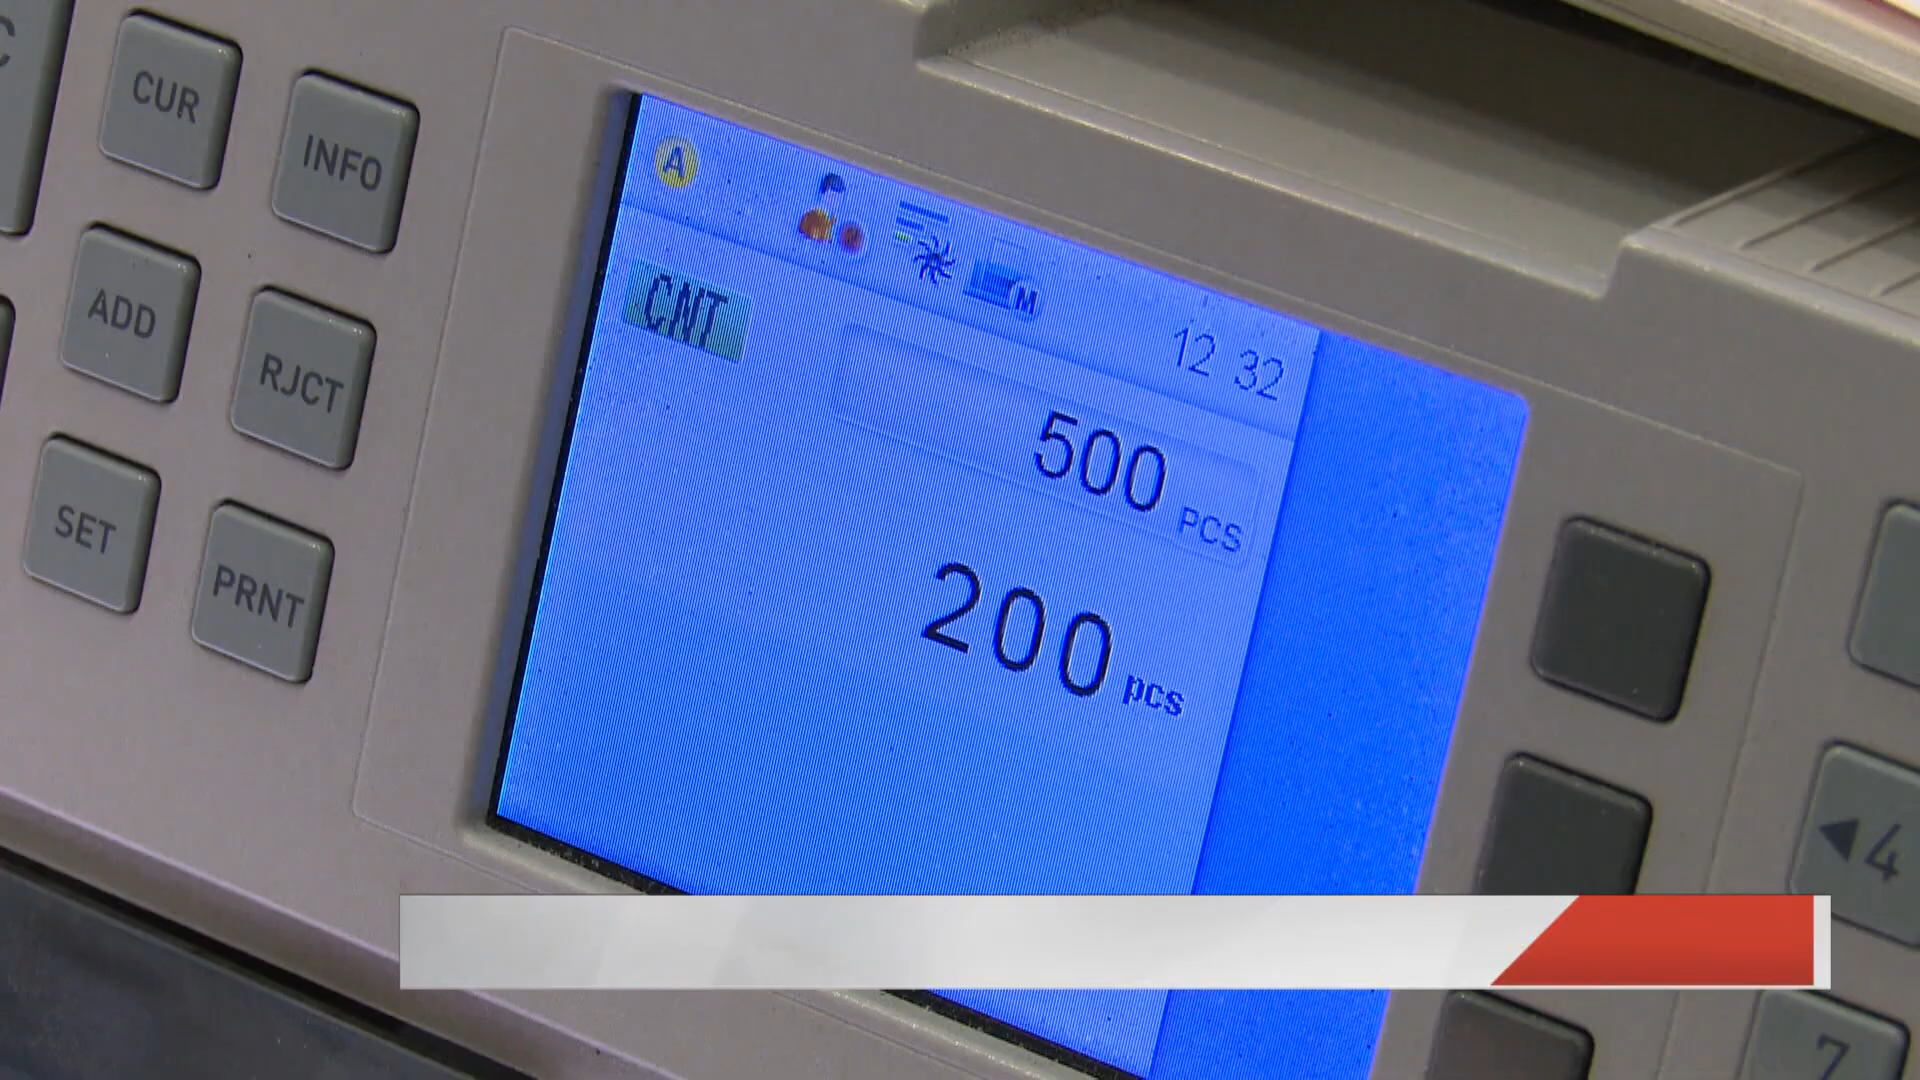 C
CUR
INFO
ADD
RJCT
SET
PRNT
A
M
12 32
CNT
500 PCS
200 pcs
◀4
7